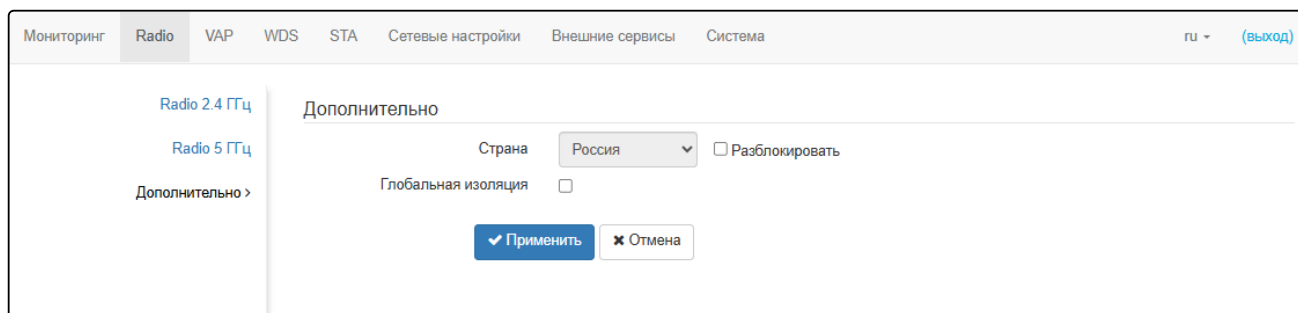 Мониторинг Radio VAP WDS STA Сетевые настройки Внешние сервисы Система ru (выход)
Radio 2.4 ГГц
Radio 5 ГГц
Дополнительно >
Дополнительно
Страна Россия Разблокировать
Глобальная изоляция
Применить Отмена